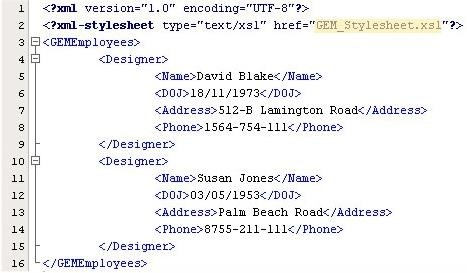 1 <?xml version="1.0" encoding="UTF-8"?>
2 <?xml-stylesheet type="text/xsl" href="GEM_Stylesheet.xsl"?>
3 <GEMEmployees>
4 <Designer>
5 <Name>David Blake</Name>
6 <DOJ>18/11/1973</DOJ>
7 <Address>512-B Lamington Road</Address>
8 <Phone>1564-754-111</Phone>
9 </Designer>
10 <Designer>
11 <Name>Susan Jones</Name>
12 <DOJ>03/05/1953</DOJ>
13 <Address>Palm Beach Road</Address>
14 <Phone>8755-211-111</Phone>
15 </Designer>
16 </GEMEmployees>